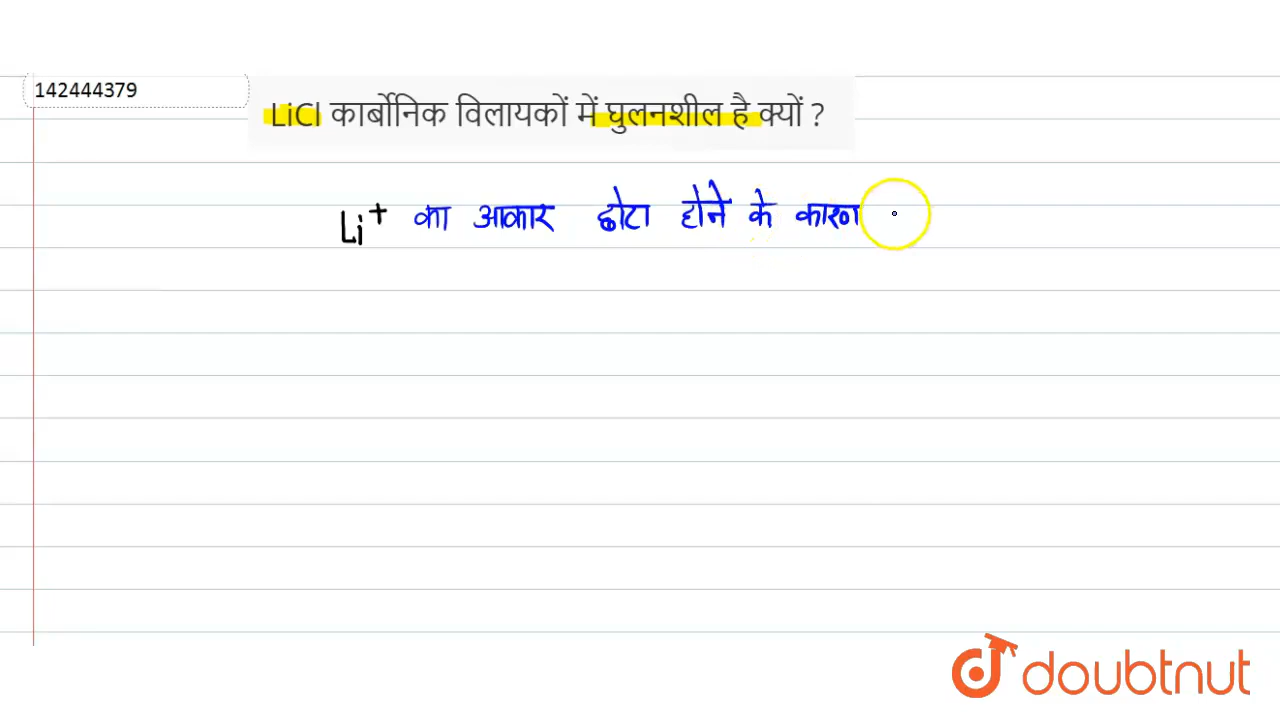 142444379
LiCl कार्बोनिक विलायकों में घुलनशील है क्यों ?
Li+ का आकार छोटा होने के कारण
doubtnut